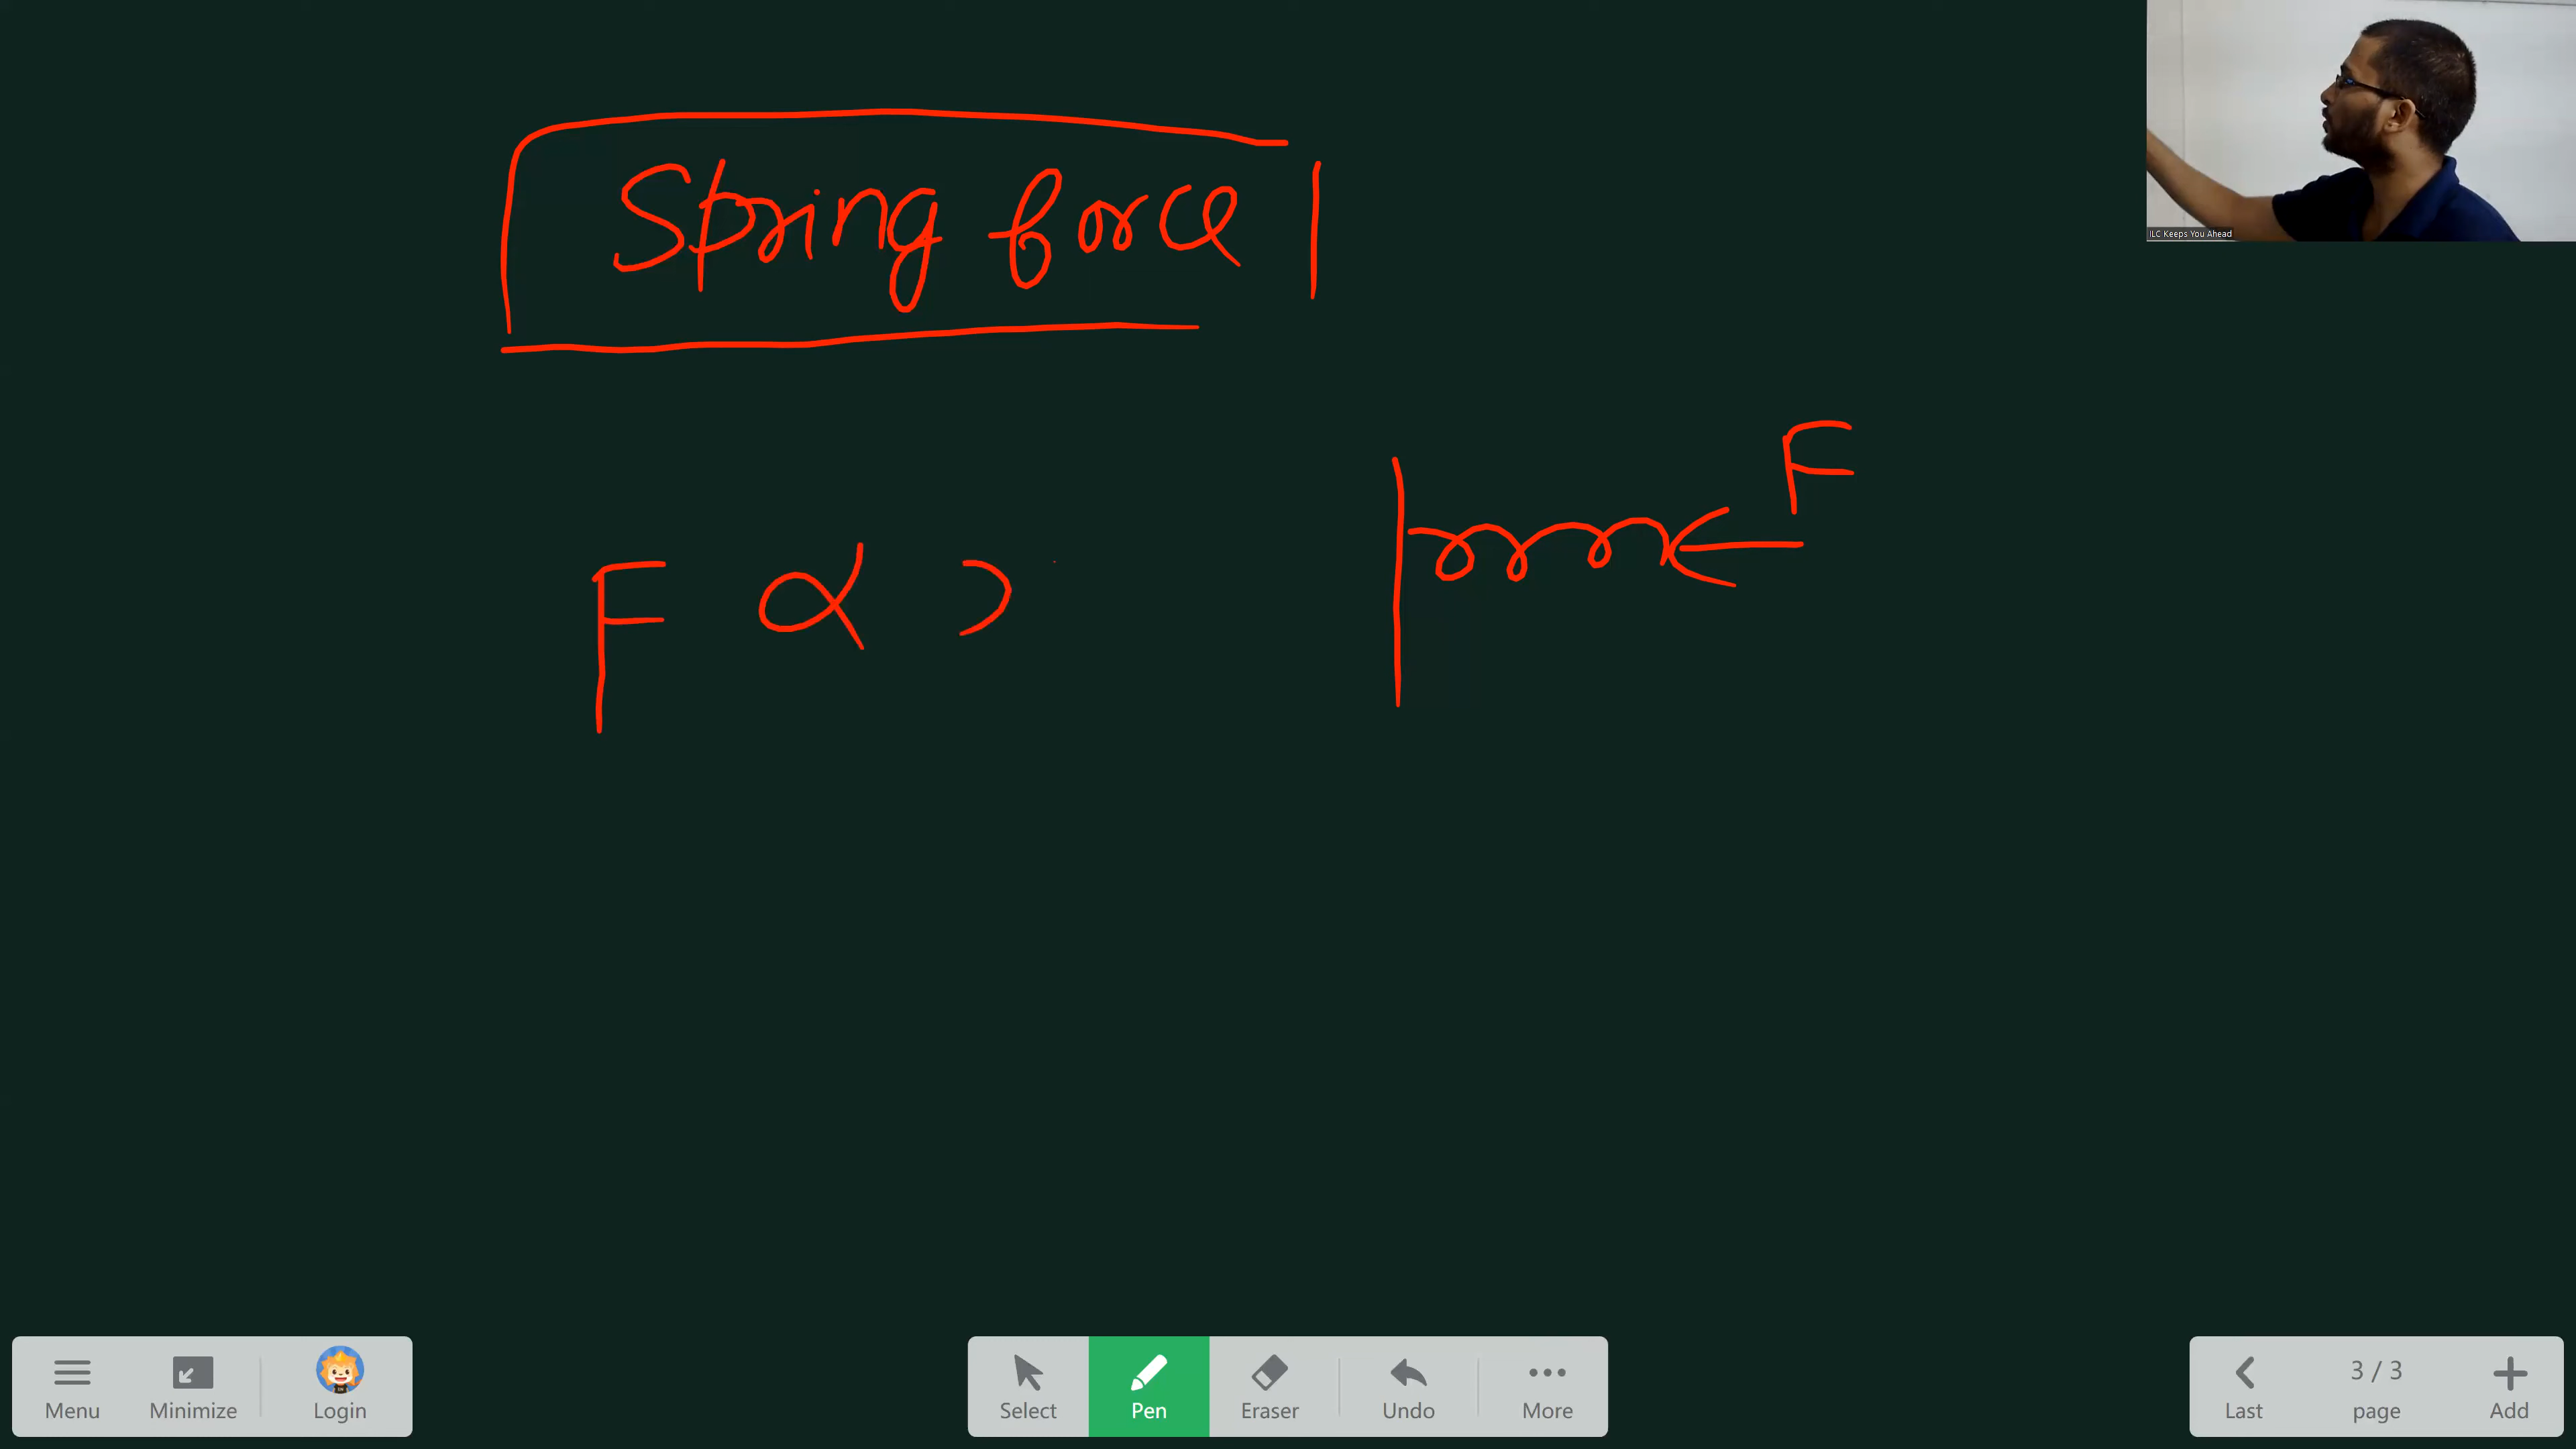 ILC Keeps You Ahead
Spring force
F
F α
Menu Minimize Login Select Pen Eraser Undo More Last 3 / 3 page Add